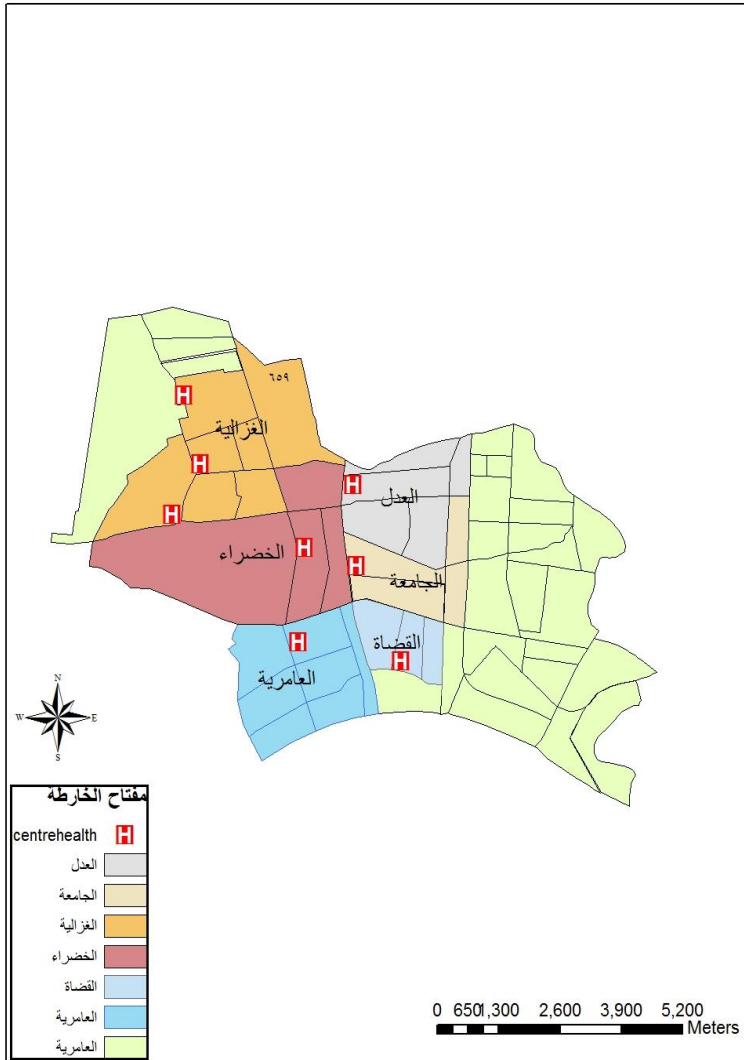 ٦٥٩
الغزالية
العدل
الخضراء
الجامعة
القضاة
العامرية
N
W E
S
مفتاح الخارطة
centrehealth
العدل
الجامعة
الغزالية
الخضراء
القضاة
العامرية
العامرية
0 650 1,300 2,600 3,900 5,200
Meters
H
H
H
H
H
H
H
H
H